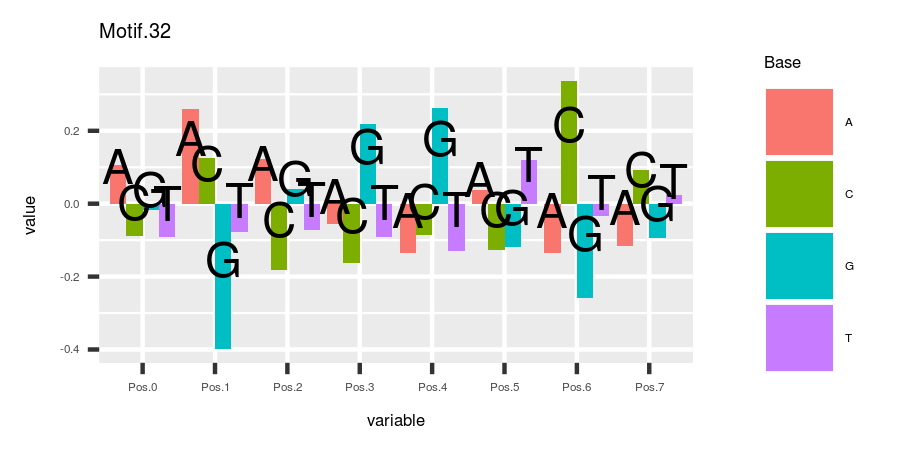 Motif.32
Base
value
0.2
0.0
-0.2
-0.4
A C G T A C G T A C G T A C G T A C G T A C G T A C G T A C G T
Pos.0 Pos.1 Pos.2 Pos.3 Pos.4 Pos.5 Pos.6 Pos.7
variable
A
C
G
T